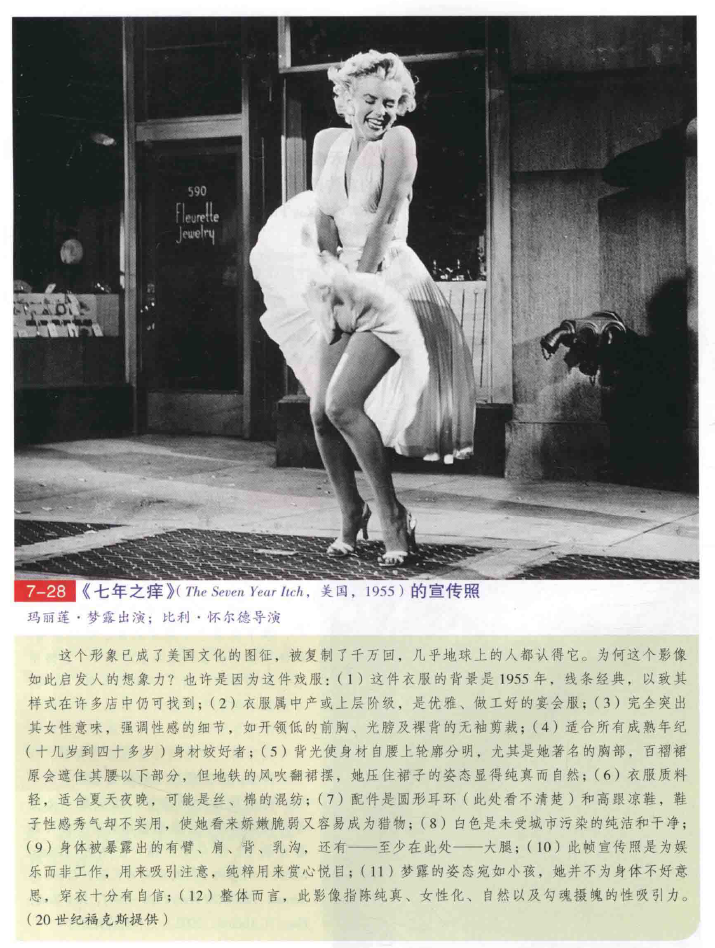 590
Fleurette
Jewelry
7-28 《七年之痒》(The Seven Year Itch, 美国, 1955) 的宣传照
玛丽莲·梦露出演; 比利·怀尔德导演
这个形象已成了美国文化的图征, 被复制了千万回, 几乎地球上的人都认得它。为何这个影像
如此启发人的想象力? 也许是因为这件戏服: (1) 这件衣服的背景是 1955 年, 线条经典, 以致其
样式在许多店中仍可找到; (2) 衣服属中产或上层阶级, 是优雅、做工好的宴会服; (3) 完全突出
其女性意味, 强调性感的细节, 如开领低的前胸、光膀及裸背的无袖剪裁; (4) 适合所有成熟年纪
(十几岁到四十多岁) 身材姣好者; (5) 背光使身材自腰上轮廓分明, 尤其是她著名的胸部, 百褶裙
原会遮住其腰以下部分, 但地铁的风吹翻裙摆, 她压住裙子的姿态显得纯真而自然; (6) 衣服质料
轻, 适合夏天夜晚, 可能是丝、棉的混纺; (7) 配件是圆形耳环 (此处看不清楚) 和高跟凉鞋, 鞋
子性感秀气却不实用, 使她看来娇嫩脆弱又容易成为猎物; (8) 白色是未受城市污染的纯洁和干净;
(9) 身体被暴露出的有臂、肩、背、乳沟, 还有——至少在此处——大腿; (10) 此帧宣传照是为娱
乐而非工作, 用来吸引注意, 纯粹用来赏心悦目; (11) 梦露的姿态宛如小孩, 她并不为身体不好意
思, 穿衣十分有自信; (12) 整体而言, 此影像指陈纯真、女性化、自然以及勾魂摄魄的性吸引力。
(20 世纪福克斯提供)